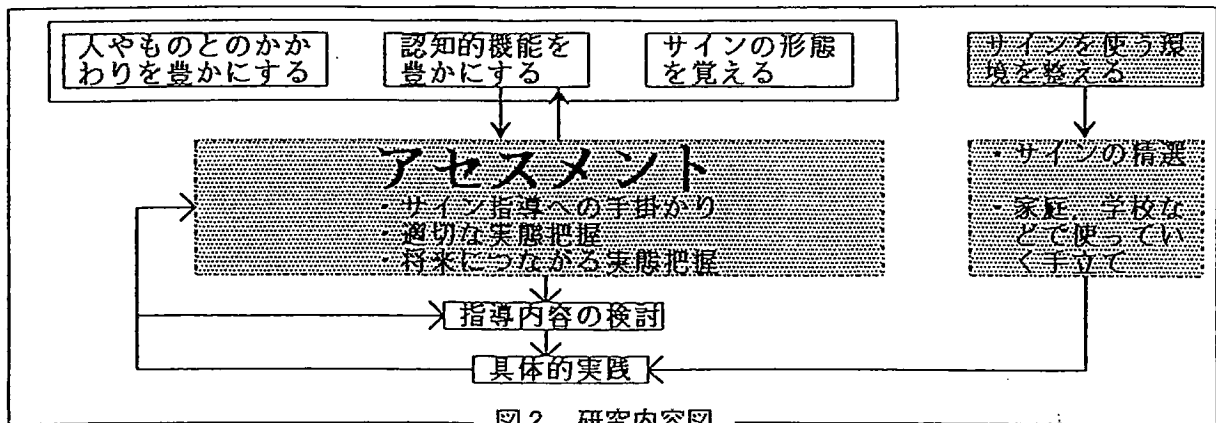 人やものとのかか
わりを豊かにする
認知的機能を
豊かにする
サインの形態
を覚える
サインを使う環
境を整える
アセスメント
・サイン指導への手掛かり
・適切な実態把握
・将来につながる実態把握
・サインの精選
・家庭、学校な
どで使ってい
く手立て
指導内容の検討
具体的実践
図2 研究内容図